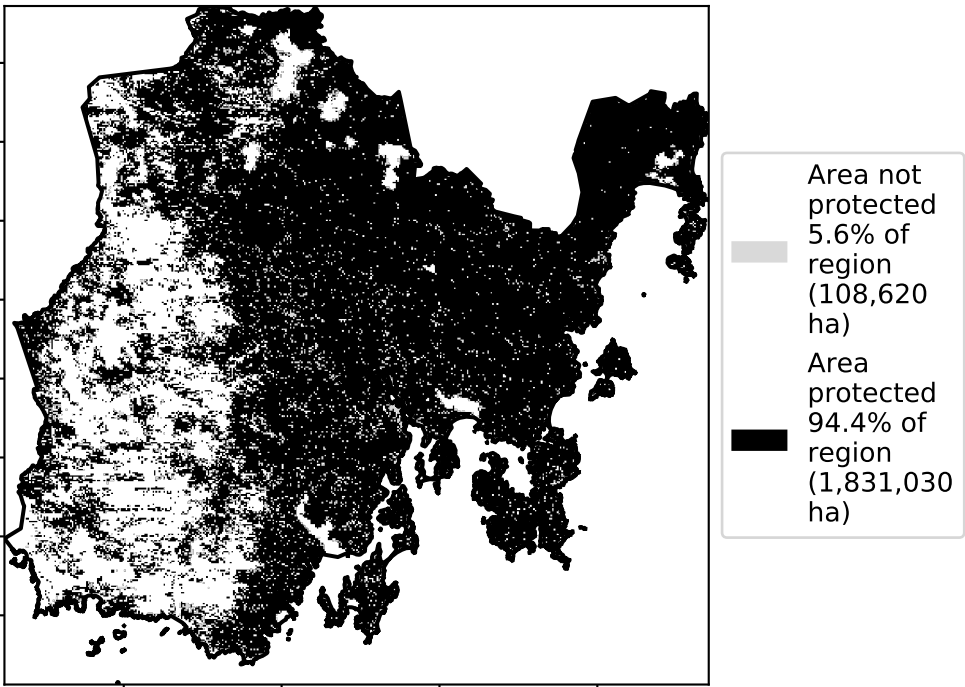 Area not
protected
5.6% of
region
(108,620
ha)
Area
protected
94.4% of
region
(1,831,030
ha)